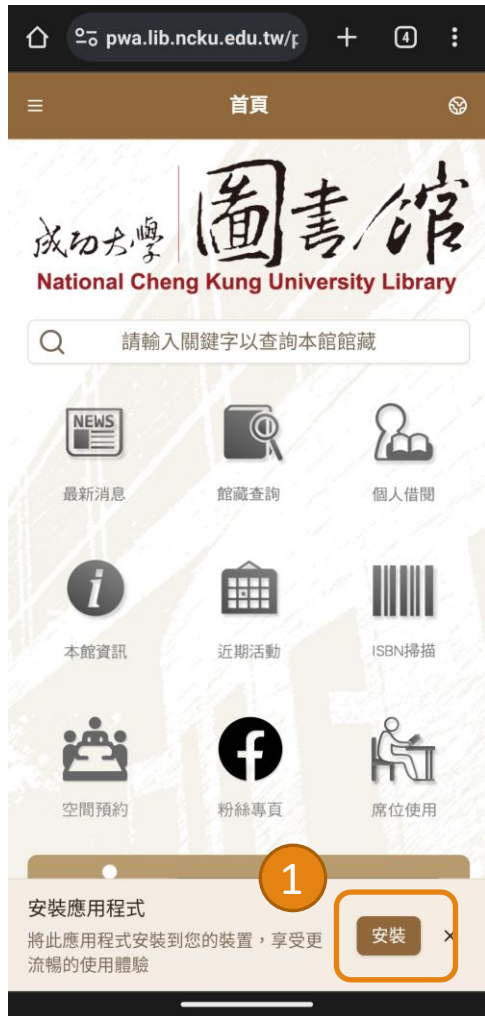 pwa.lib.ncku.edu.tw/p
4
首頁
成功大學 圖書館
National Cheng Kung University Library
請輸入關鍵字以查詢本館館藏
NEWS
最新消息
館藏查詢
個人借閱
i
本館資訊
近期活動
ISBN掃描
空間預約
粉絲專頁
席位使用
1
安裝應用程式
將此應用程式安裝到您的裝置，享受更
流暢的使用體驗
安裝